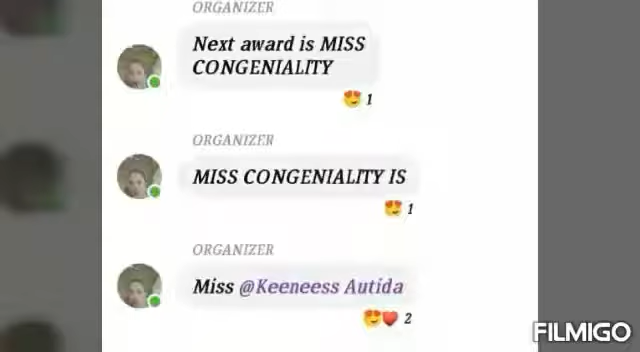 ORGANIZER
Next award is MISS
CONGENIALITY
1
ORGANIZER
MISS CONGENIALITY IS
1
ORGANIZER
Miss @Keeneess Autida
2
FILMIGO